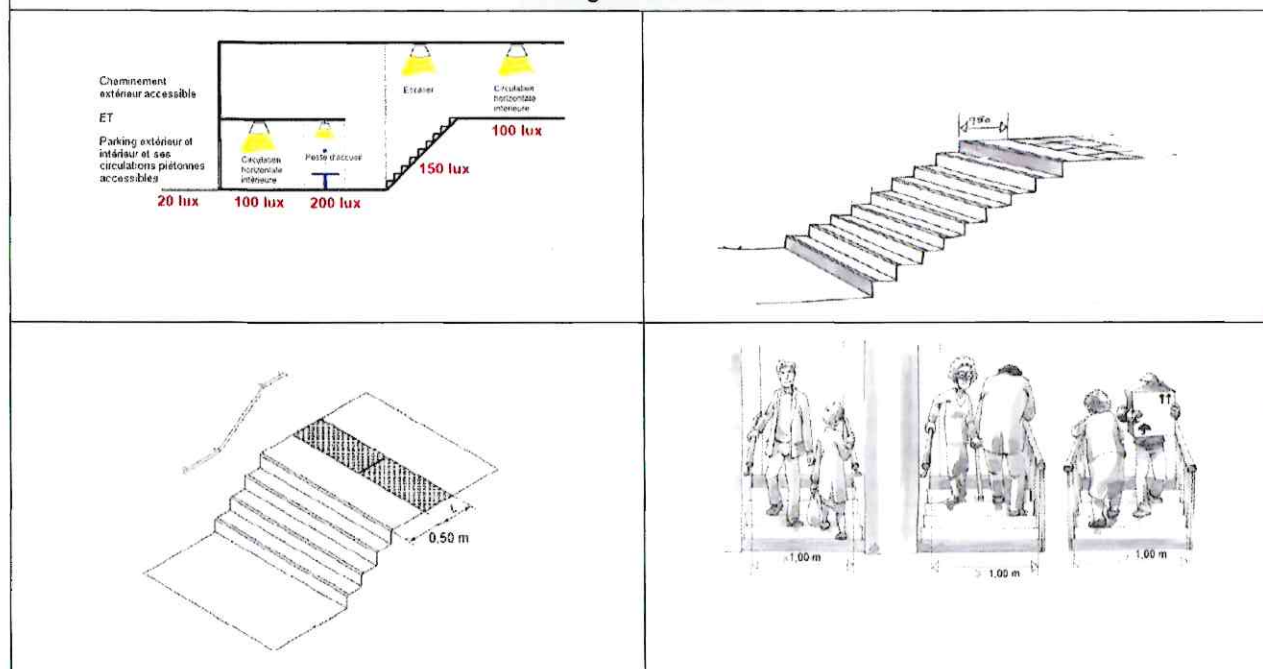 Cheminement
extérieur accessible
ET
Parking extérieur et
intérieur et ses
circulations piétonnes
accessibles
Escalier
Circulation
horizontale
intérieure
100 lux
Circulation
horizontale
intérieure
Poste d'accueil
150 lux
20 lux
100 lux
200 lux
0,50 m
1,00 m
1,00 m
1,00 m